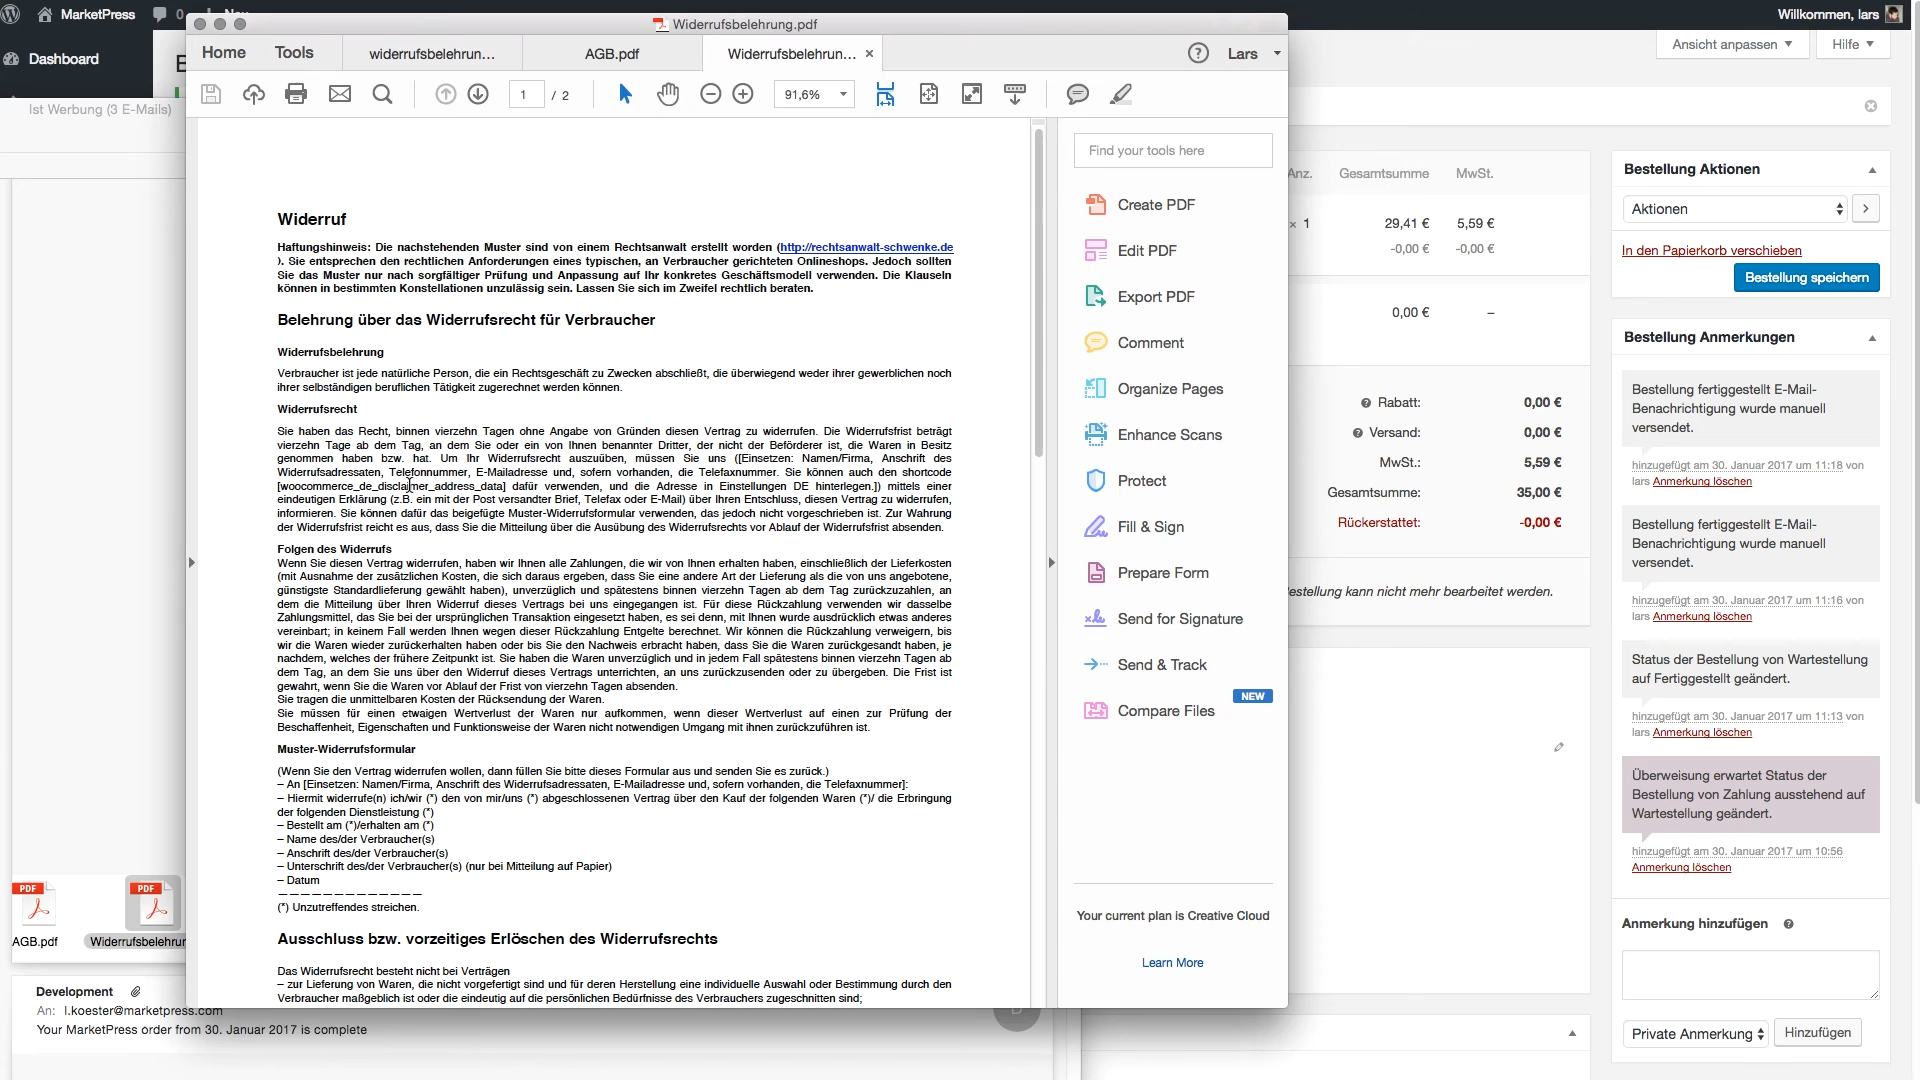 MarketPress
0
Neu
Willkommen, lars
Dashboard
Ansicht anpassen
Hilfe
Ist Werbung (3 E-Mails)
Widerrufsbelehrung.pdf
Home
Tools
widerrufsbelehrun...
AGB.pdf
Widerrufsbelehrun... ×
Lars
1 / 2
91,6%
Widerruf
Haftungshinweis: Die nachstehenden Muster sind von einem Rechtsanwalt erstellt worden (http://rechtsanwalt-schwenke.de
). Sie entsprechen den rechtlichen Anforderungen eines typischen, an Verbraucher gerichteten Onlineshops. Jedoch sollten
Sie das Muster nur nach sorgfältiger Prüfung und Anpassung auf Ihr konkretes Geschäftsmodell verwenden. Die Klauseln
können in bestimmten Konstellationen unzulässig sein. Lassen Sie sich im Zweifel rechtlich beraten.
Belehrung über das Widerrufsrecht für Verbraucher
Widerrufsbelehrung
Verbraucher ist jede natürliche Person, die ein Rechtsgeschäft zu Zwecken abschließt, die überwiegend weder ihrer gewerblichen noch
ihrer selbständigen beruflichen Tätigkeit zugerechnet werden können.
Widerrufsrecht
Sie haben das Recht, binnen vierzehn Tagen ohne Angabe von Gründen diesen Vertrag zu widerrufen. Die Widerrufsfrist beträgt
vierzehn Tage ab dem Tag, an dem Sie oder ein von Ihnen benannter Dritter, der nicht der Beförderer ist, die Waren in Besitz
genommen haben bzw. hat. Um Ihr Widerrufsrecht auszuüben, müssen Sie uns ([Einsetzen: Namen/Firma, Anschrift des
Widerrufsadressaten, Telefonnummer, E-Mailadresse und, sofern vorhanden, die Telefaxnummer. Sie können auch den shortcode
[woocommerce_de_disclaimer_address_data] dafür verwenden, und die Adresse in Einstellungen DE hinterlegen.]) mittels einer
eindeutigen Erklärung (z.B. ein mit der Post versandter Brief, Telefax oder E-Mail) über Ihren Entschluss, diesen Vertrag zu widerrufen,
informieren. Sie können dafür das beigefügte Muster-Widerrufsformular verwenden, das jedoch nicht vorgeschrieben ist. Zur Wahrung
der Widerrufsfrist reicht es aus, dass Sie die Mitteilung über die Ausübung des Widerrufsrechts vor Ablauf der Widerrufsfrist absenden.
Folgen des Widerrufs
Wenn Sie diesen Vertrag widerrufen, haben wir Ihnen alle Zahlungen, die wir von Ihnen erhalten haben, einschließlich der Lieferkosten
(mit Ausnahme der zusätzlichen Kosten, die sich daraus ergeben, dass Sie eine andere Art der Lieferung als die von uns angebotene,
günstigste Standardlieferung gewählt haben), unverzüglich und spätestens binnen vierzehn Tagen ab dem Tag zurückzuzahlen, an
dem die Mitteilung über Ihren Widerruf dieses Vertrags bei uns eingegangen ist. Für diese Rückzahlung verwenden wir dasselbe
Zahlungsmittel, das Sie bei der ursprünglichen Transaktion eingesetzt haben, es sei denn, mit Ihnen wurde ausdrücklich etwas anderes
vereinbart; in keinem Fall werden Ihnen wegen dieser Rückzahlung Entgelte berechnet. Wir können die Rückzahlung verweigern, bis
wir die Waren wieder zurückerhalten haben oder bis Sie den Nachweis erbracht haben, dass Sie die Waren zurückgesandt haben, je
nachdem, welches der frühere Zeitpunkt ist. Sie haben die Waren unverzüglich und in jedem Fall spätestens binnen vierzehn Tagen ab
dem Tag, an dem Sie uns über den Widerruf dieses Vertrags unterrichten, an uns zurückzusenden oder zu übergeben. Die Frist ist
gewahrt, wenn Sie die Waren vor Ablauf der Frist von vierzehn Tagen absenden.
Sie tragen die unmittelbaren Kosten der Rücksendung der Waren.
Sie müssen für einen etwaigen Wertverlust der Waren nur aufkommen, wenn dieser Wertverlust auf einen zur Prüfung der
Beschaffenheit, Eigenschaften und Funktionsweise der Waren nicht notwendigen Umgang mit ihnen zurückzuführen ist.
Muster-Widerrufsformular
(Wenn Sie den Vertrag widerrufen wollen, dann füllen Sie bitte dieses Formular aus und senden Sie es zurück.)
– An [Einsetzen: Namen/Firma, Anschrift des Widerrufsadressaten, E-Mailadresse und, sofern vorhanden, die Telefaxnummer]:
– Hiermit widerrufe(n) ich/wir (*) den von mir/uns (*) abgeschlossenen Vertrag über den Kauf der folgenden Waren (*)/ die Erbringung
der folgenden Dienstleistung (*)
– Bestellt am (*)/erhalten am (*)
– Name des/der Verbraucher(s)
– Anschrift des/der Verbraucher(s)
– Unterschrift des/der Verbraucher(s) (nur bei Mitteilung auf Papier)
– Datum
— — — — — — — — — — — — —
(*) Unzutreffendes streichen.
Ausschluss bzw. vorzeitiges Erlöschen des Widerrufsrechts
Das Widerrufsrecht besteht nicht bei Verträgen
– zur Lieferung von Waren, die nicht vorgefertigt sind und für deren Herstellung eine individuelle Auswahl oder Bestimmung durch den
Verbraucher maßgeblich ist oder die eindeutig auf die persönlichen Bedürfnisse des Verbrauchers zugeschnitten sind;
Find your tools here
Create PDF
Edit PDF
Export PDF
Comment
Organize Pages
Enhance Scans
Protect
Fill & Sign
Prepare Form
Send for Signature
Send & Track
NEW
Compare Files
Your current plan is Creative Cloud
Learn More
PDF
AGB.pdf
PDF
Widerrufsbelehrun
Development
An: l.koester@marketpress.com
Your MarketPress order from 30. Januar 2017 is complete
Anz. Gesamtsumme MwSt.
× 1 29,41 € 5,59 €
-0,00 € -0,00 €
0,00 € –
Rabatt: 0,00 €
Versand: 0,00 €
MwSt.: 5,59 €
Gesamtsumme: 35,00 €
Rückerstattet: -0,00 €
estellung kann nicht mehr bearbeitet werden.
Bestellung Aktionen
Aktionen
In den Papierkorb verschieben
Bestellung speichern
Bestellung Anmerkungen
Bestellung fertiggestellt E-Mail-
Benachrichtigung wurde manuell
versendet.
hinzugefügt am 30. Januar 2017 um 11:18 von
lars Anmerkung löschen
Bestellung fertiggestellt E-Mail-
Benachrichtigung wurde manuell
versendet.
hinzugefügt am 30. Januar 2017 um 11:16 von
lars Anmerkung löschen
Status der Bestellung von Wartestellung
auf Fertiggestellt geändert.
hinzugefügt am 30. Januar 2017 um 11:13 von
lars Anmerkung löschen
Überweisung erwartet Status der
Bestellung von Zahlung ausstehend auf
Wartestellung geändert.
hinzugefügt am 30. Januar 2017 um 10:56
Anmerkung löschen
Anmerkung hinzufügen
Private Anmerkung
Hinzufügen